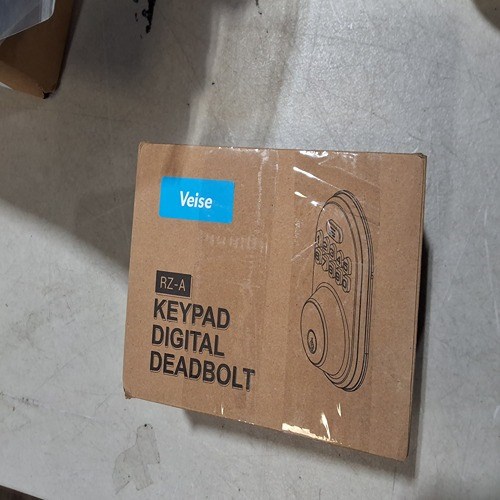 Veise
RZ-A
KEYPAD
DIGITAL
DEADBOLT